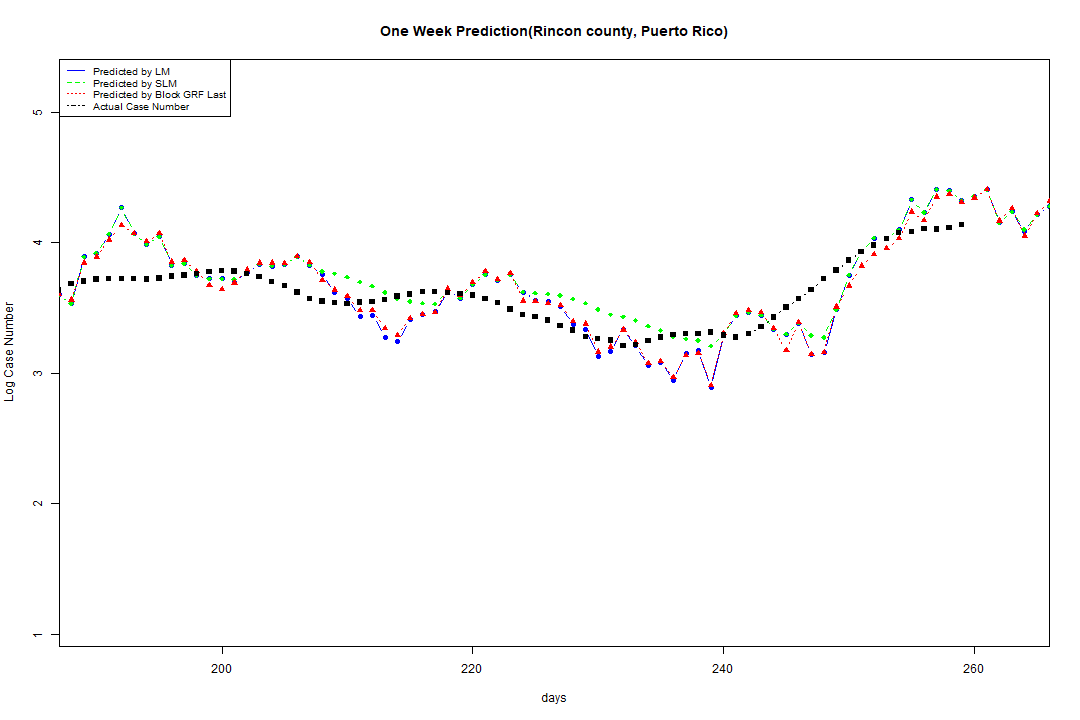 One Week Prediction(Rincon county, Puerto Rico)
Predicted by LM
Predicted by SLM
Predicted by Block GRF Last
Actual Case Number
5
4
3
2
1
Log Case Number
200
220
240
260
days